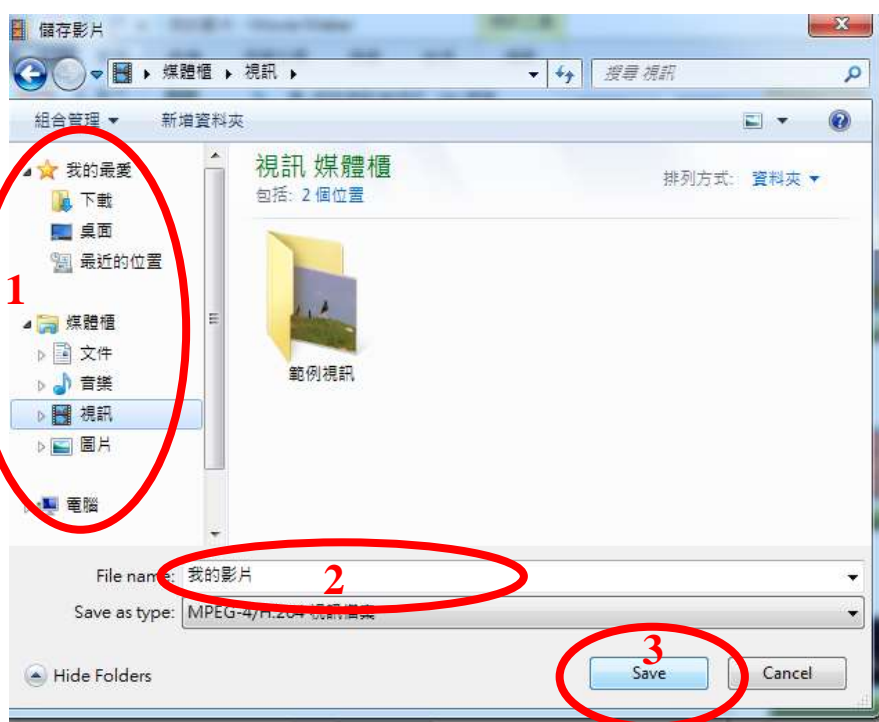 儲存影片
媒體櫃 ▸ 視訊 ▸
搜尋 視訊
組合管理 新增資料夾
我的最愛
下載
桌面
最近的位置
1
媒體櫃
文件
音樂
視訊
圖片
電腦
視訊 媒體櫃
包括: 2 個位置
排列方式: 資料夾
範例視訊
File name: 我的影片
2
Save as type: MPEG-4/H.264 視訊檔案
3
Hide Folders Save Cancel